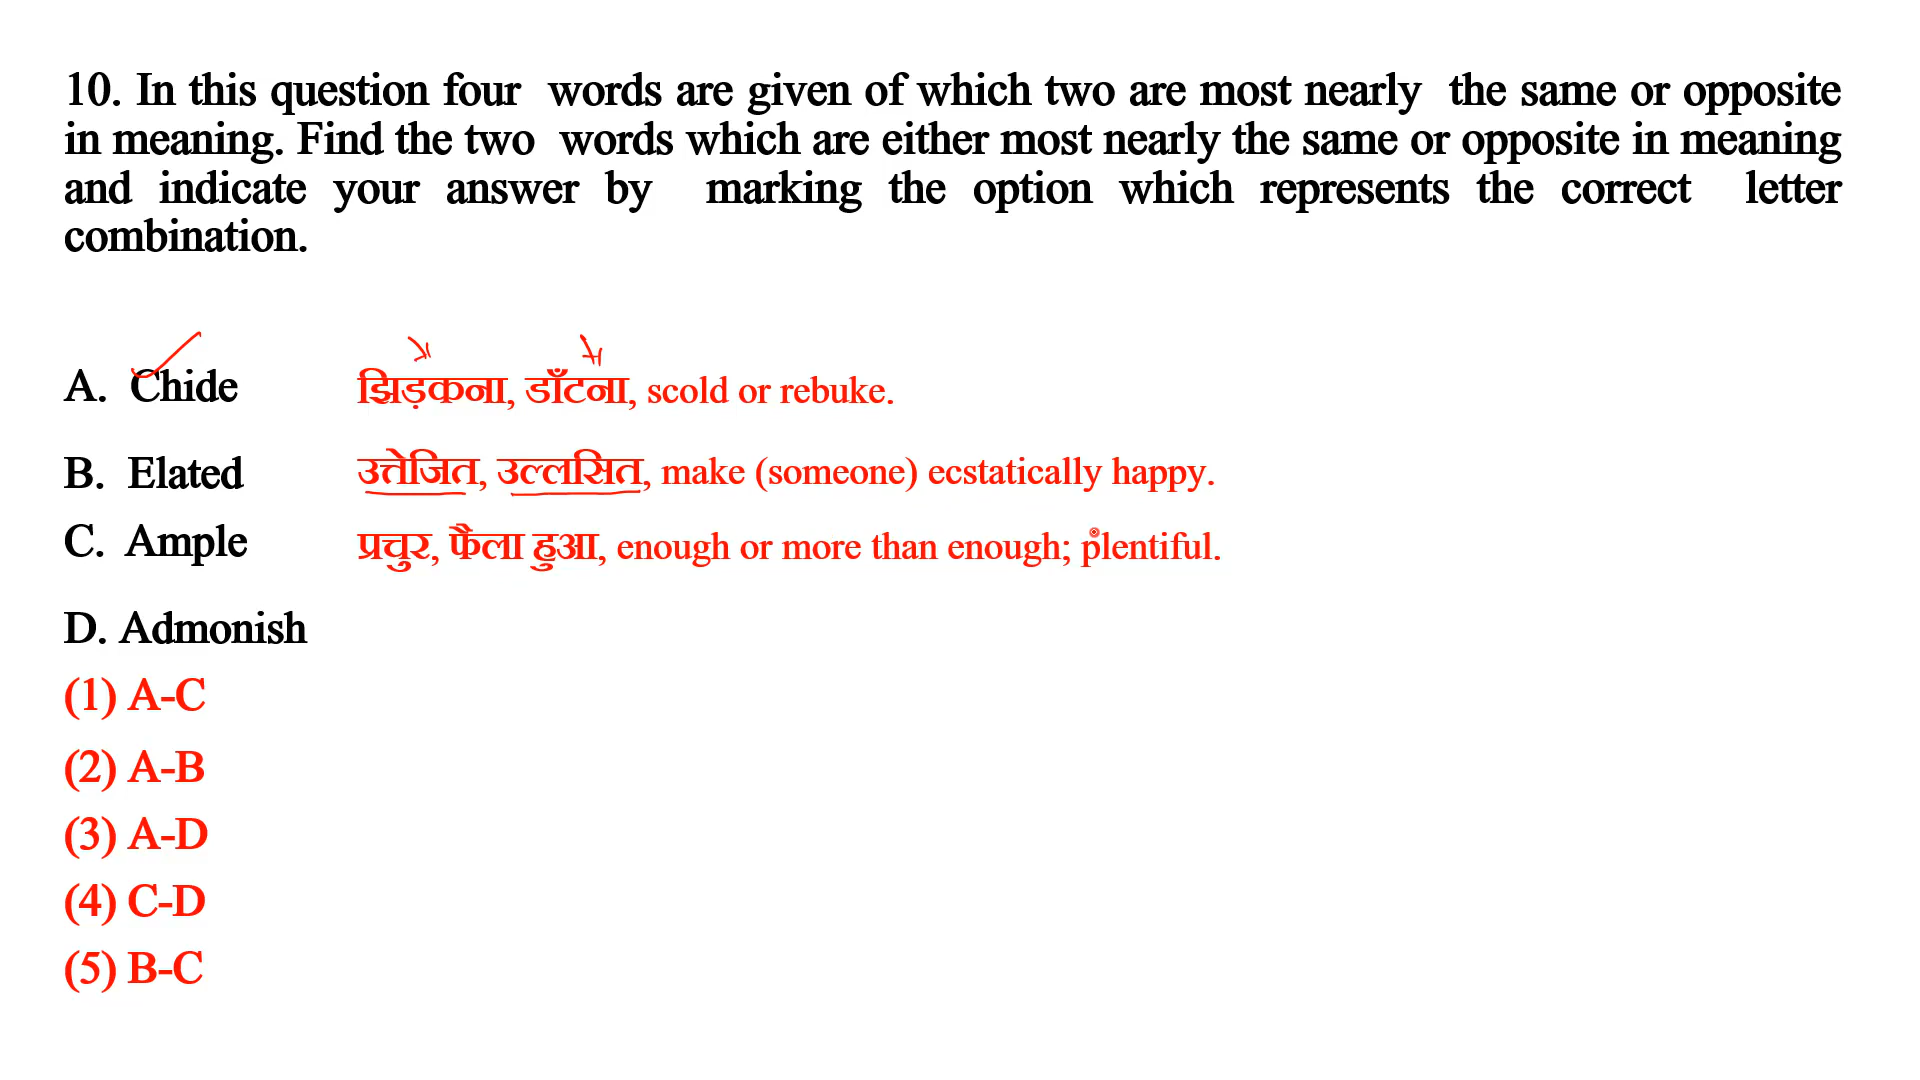 10. In this question four words are given of which two are most nearly the same or opposite
in meaning. Find the two words which are either most nearly the same or opposite in meaning
and indicate your answer by marking the option which represents the correct letter
combination.
A. Chide झिड़कना, डाँटना, scold or rebuke.
B. Elated उत्तेजित, उल्लसित, make (someone) ecstatically happy.
C. Ample प्रचुर, फैला हुआ, enough or more than enough; plentiful.
D. Admonish
(1) A-C
(2) A-B
(3) A-D
(4) C-D
(5) B-C